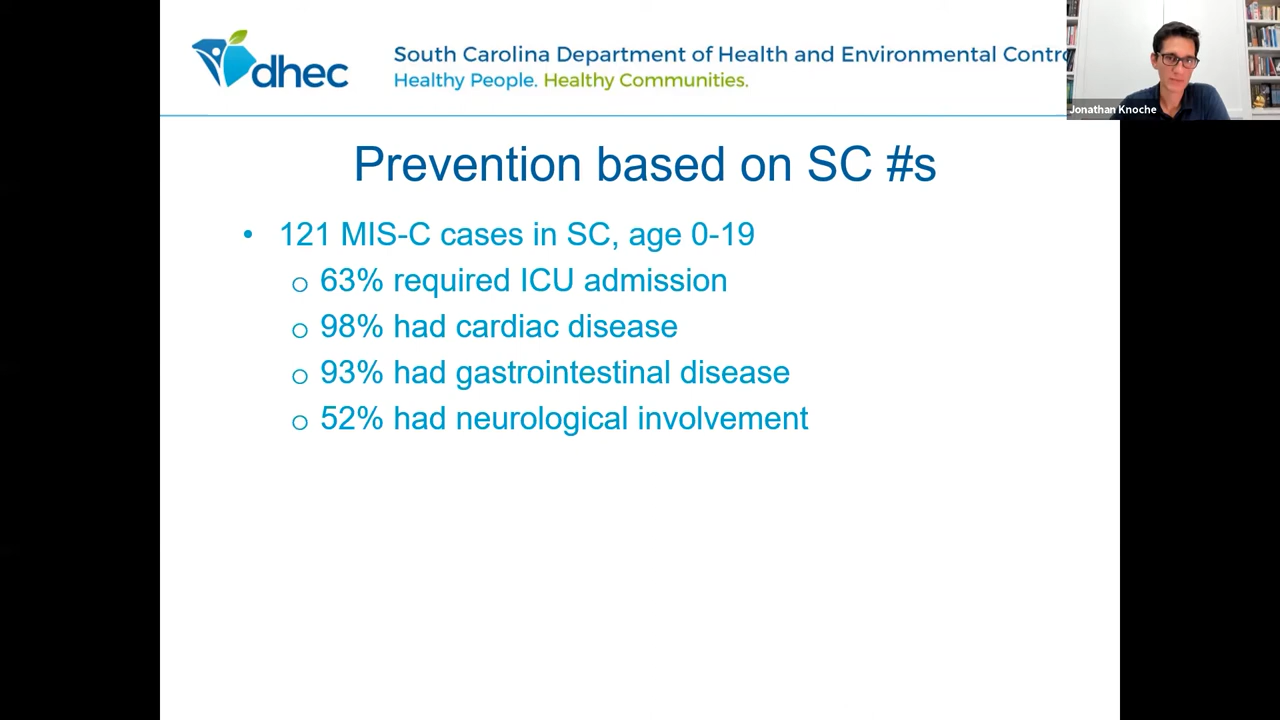 dhec
South Carolina Department of Health and Environmental Contro
Healthy People. Healthy Communities.
Jonathan Knoche
Prevention based on SC #s
• 121 MIS-C cases in SC, age 0-19
o 63% required ICU admission
o 98% had cardiac disease
o 93% had gastrointestinal disease
o 52% had neurological involvement